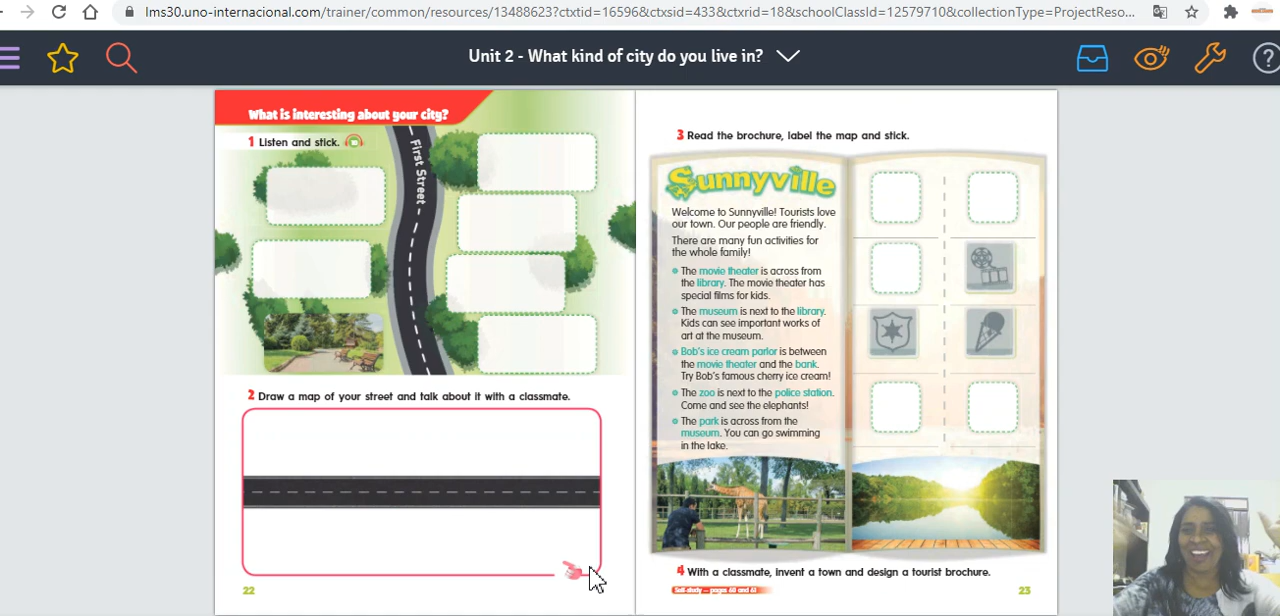 lms30.uno-internacional.com/trainer/common/resources/13488623?ctxtid=16596&ctxsid=433&ctxrid=18&schoolClassId=12579710&collectionType=ProjectReso...
Unit 2 - What kind of city do you live in?
What is interesting about your city?
1 Listen and stick.
First Street
2 Draw a map of your street and talk about it with a classmate.
22
3 Read the brochure, label the map and stick.
Sunnyville
Welcome to Sunnyville! Tourists love
our town. Our people are friendly.
There are many fun activities for
the whole family!
The movie theater is across from
the library. The movie theater has
special films for kids.
The museum is next to the library.
Kids can see important works of
art at the museum.
Bob's ice cream parlor is between
the movie theater and the bank.
Try Bob's famous cherry ice cream!
The zoo is next to the police station.
Come and see the elephants!
The park is across from the
museum. You can go swimming
in the lake.
4 With a classmate, invent a town and design a tourist brochure.
Self-study – pages 60 and 61
23